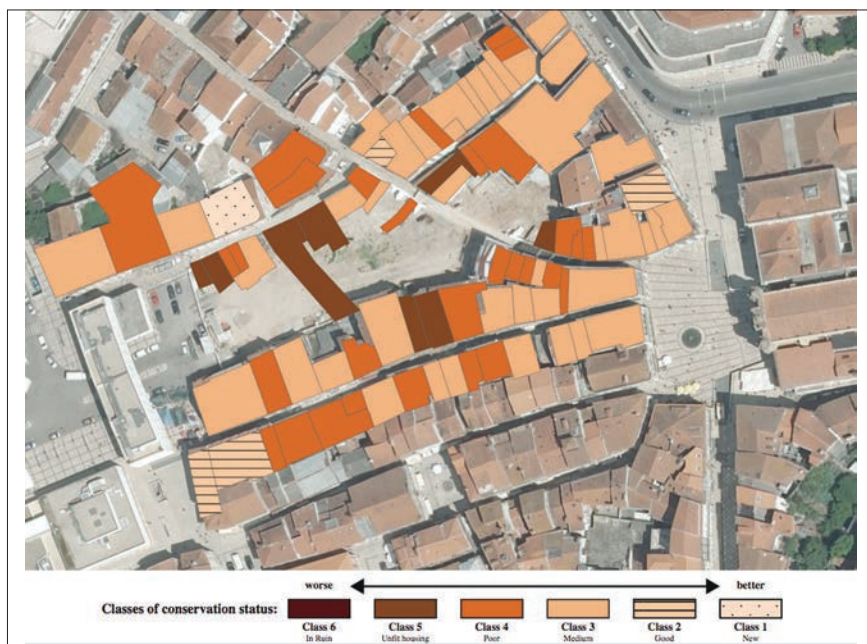 worse better
Classes of conservation status:
Class 6 Class 5 Class 4 Class 3 Class 2 Class 1
In Ruin Unfit housing Poor Medium Good New